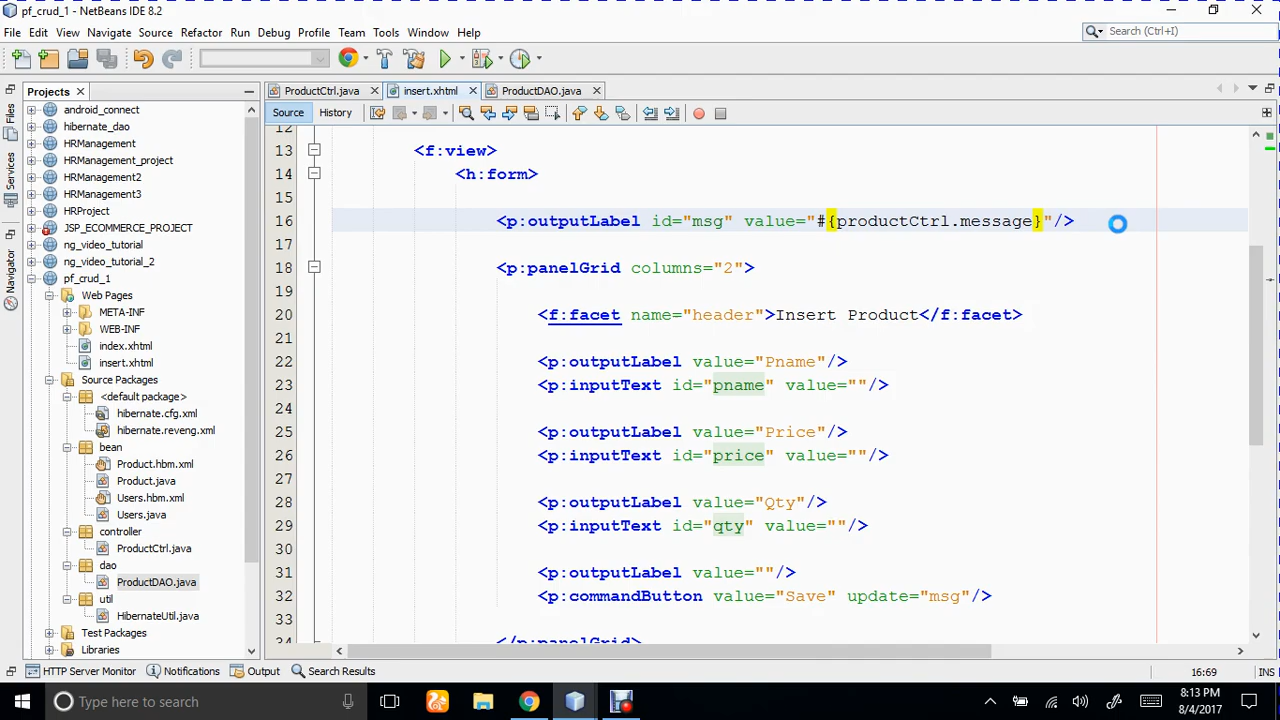 pf_crud_1 - NetBeans IDE 8.2
File Edit View Navigate Source Refactor Run Debug Profile Team Tools Window Help
Search (Ctrl+I)
Files
Services
Navigator
Projects
android_connect
hibernate_dao
HRManagement
HRManagement_project
HRManagement2
HRManagement3
HRProject
JSP_ECOMMERCE_PROJECT
ng_video_tutorial
ng_video_tutorial_2
pf_crud_1
Web Pages
META-INF
WEB-INF
index.xhtml
insert.xhtml
Source Packages
<default package>
hibernate.cfg.xml
hibernate.reveng.xml
bean
Product.hbm.xml
Product.java
Users.hbm.xml
Users.java
controller
ProductCtrl.java
dao
ProductDAO.java
util
HibernateUtil.java
Test Packages
Libraries
ProductCtrl.java insert.xhtml ProductDAO.java
Source History
12
13 <f:view>
14 <h:form>
15
16 <p:outputLabel id="msg" value="#{productCtrl.message}"/>
17
18 <p:panelGrid columns="2">
19
20 <f:facet name="header">Insert Product</f:facet>
21
22 <p:outputLabel value="Pname"/>
23 <p:inputText id="pname" value=""/>
24
25 <p:outputLabel value="Price"/>
26 <p:inputText id="price" value=""/>
27
28 <p:outputLabel value="Qty"/>
29 <p:inputText id="qty" value=""/>
30
31 <p:outputLabel value=""/>
32 <p:commandButton value="Save" update="msg"/>
33
34 </p:panelGrid>
HTTP Server Monitor Notifications Output Search Results
16:69 INS
Type here to search
8:13 PM
8/4/2017